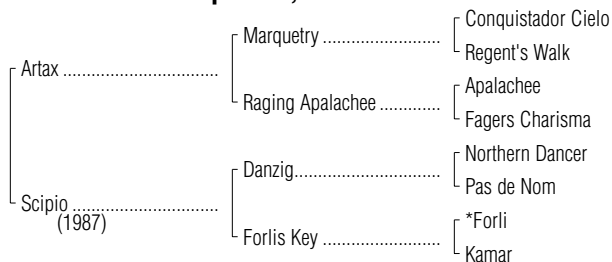 Conquistador Cielo
Marquetry ............................
Regent's Walk
Artax ......................................
Apalachee
Raging Apalachee ...............
Fagers Charisma
Northern Dancer
Danzig....................................
Pas de Nom
Scipio .............................
(1987)
*Forli
Forlis Key .............................
Kamar